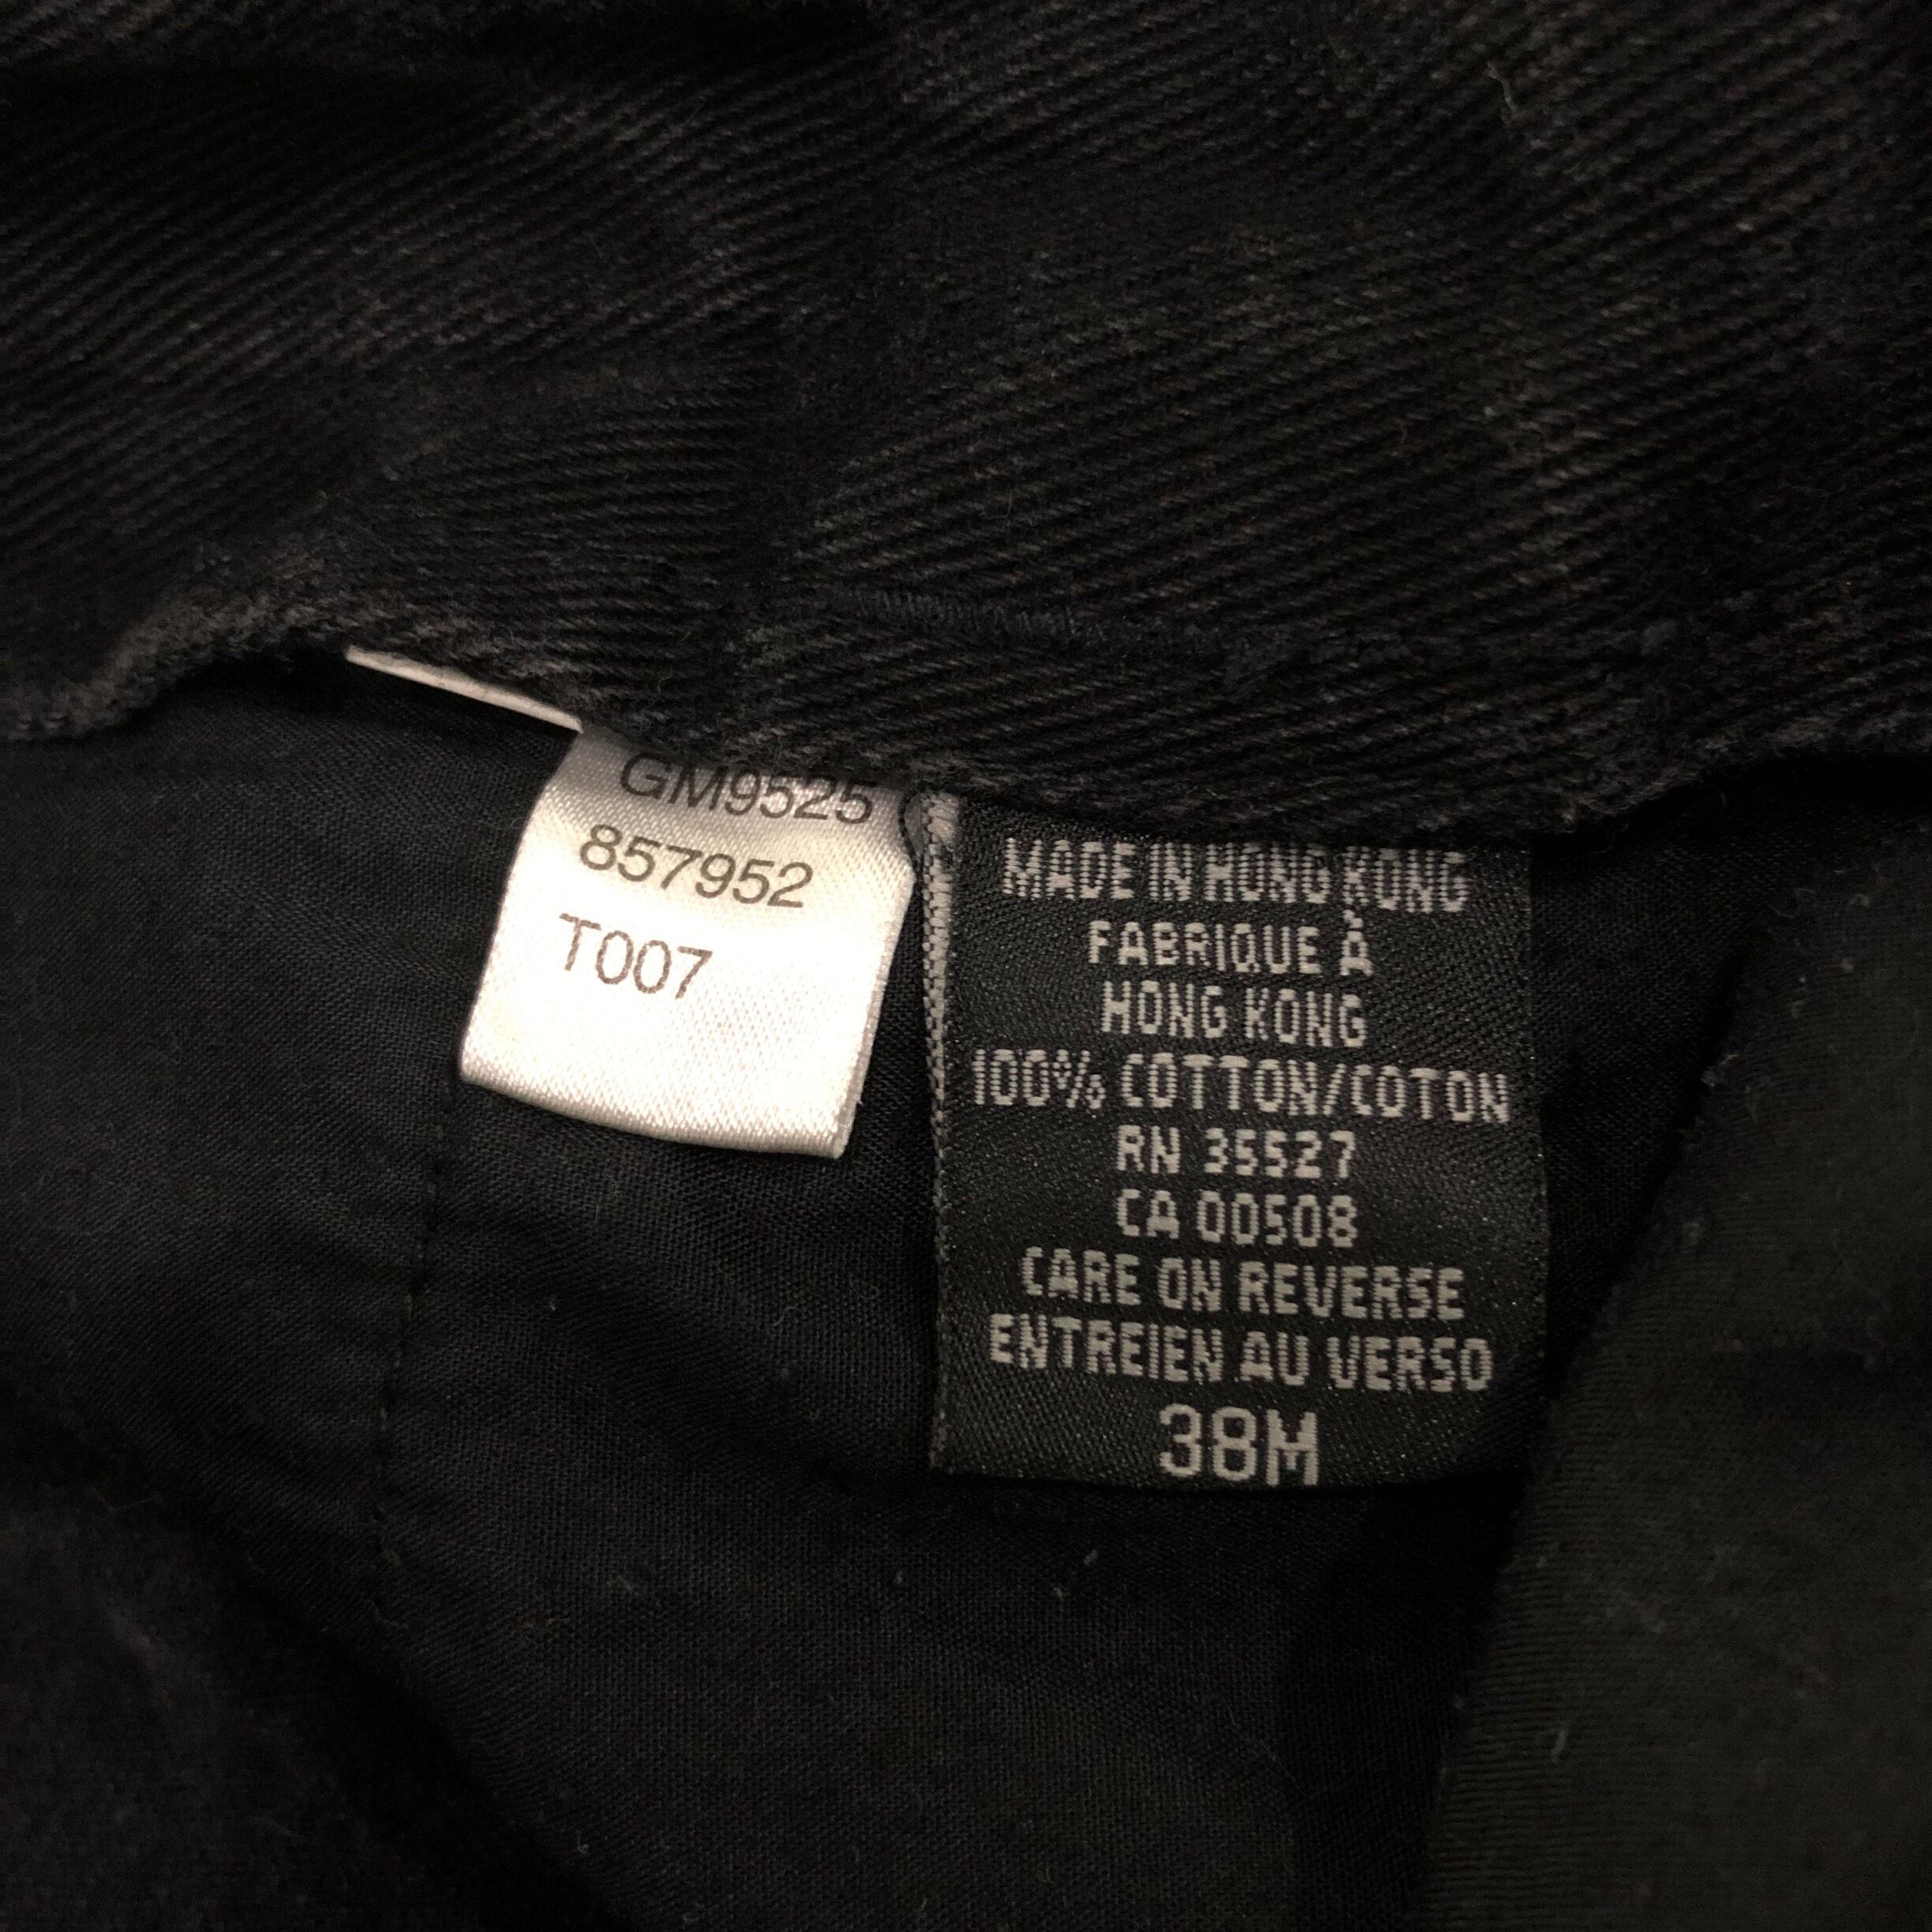 GM9525
857952
T007
MADE IN HONG KONG
FABRIQUE À
HONG KONG
100% COTTON/COTON
RN 35527
CA 00508
CARE ON REVERSE
ENTREIEN AU VERSO
38M